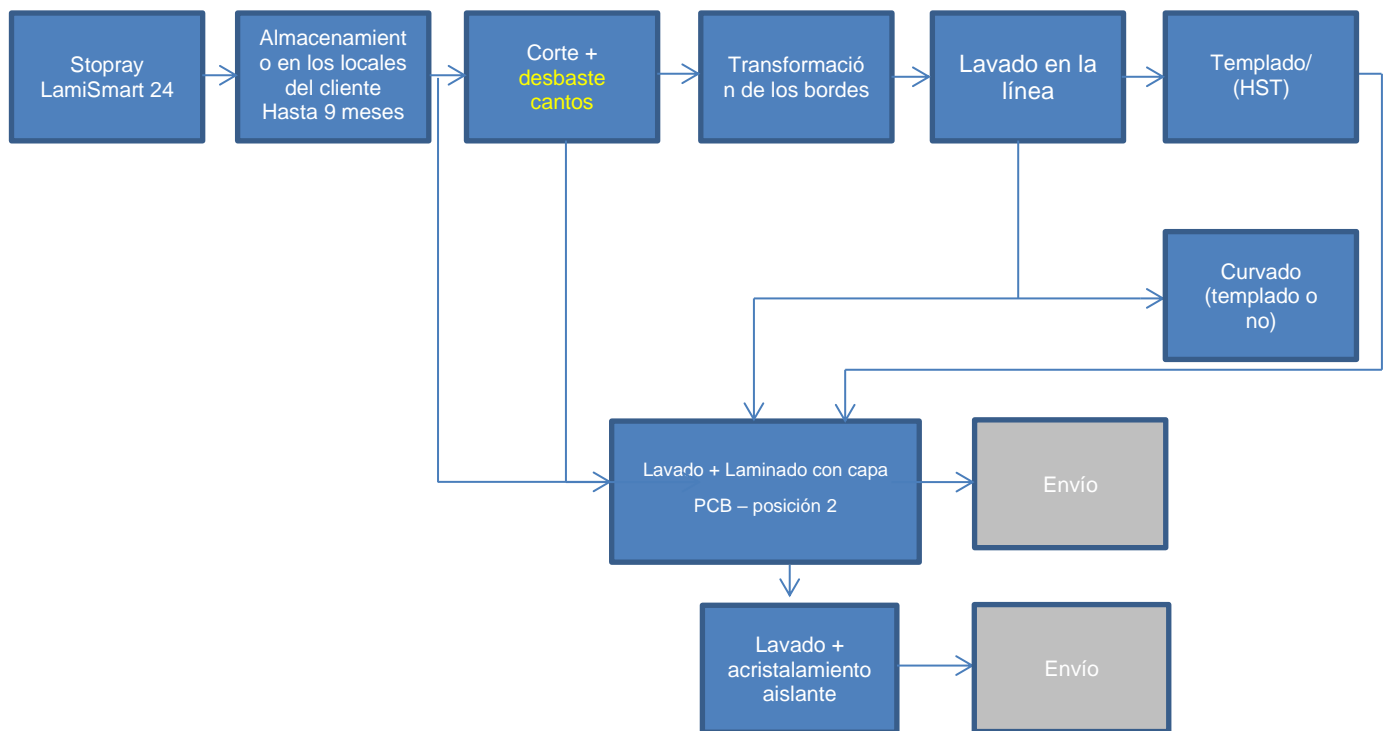 Stopray
LamiSmart 24
Almacenamient
o en los locales
del cliente
Hasta 9 meses
Corte +
desbaste
cantos
Transformació
n de los bordes
Lavado en la
línea
Templado/
(HST)
Curvado
(templado o
no)
Lavado + Laminado con capa
PCB – posición 2
Envío
Lavado +
acristalamiento
aislante
Envío